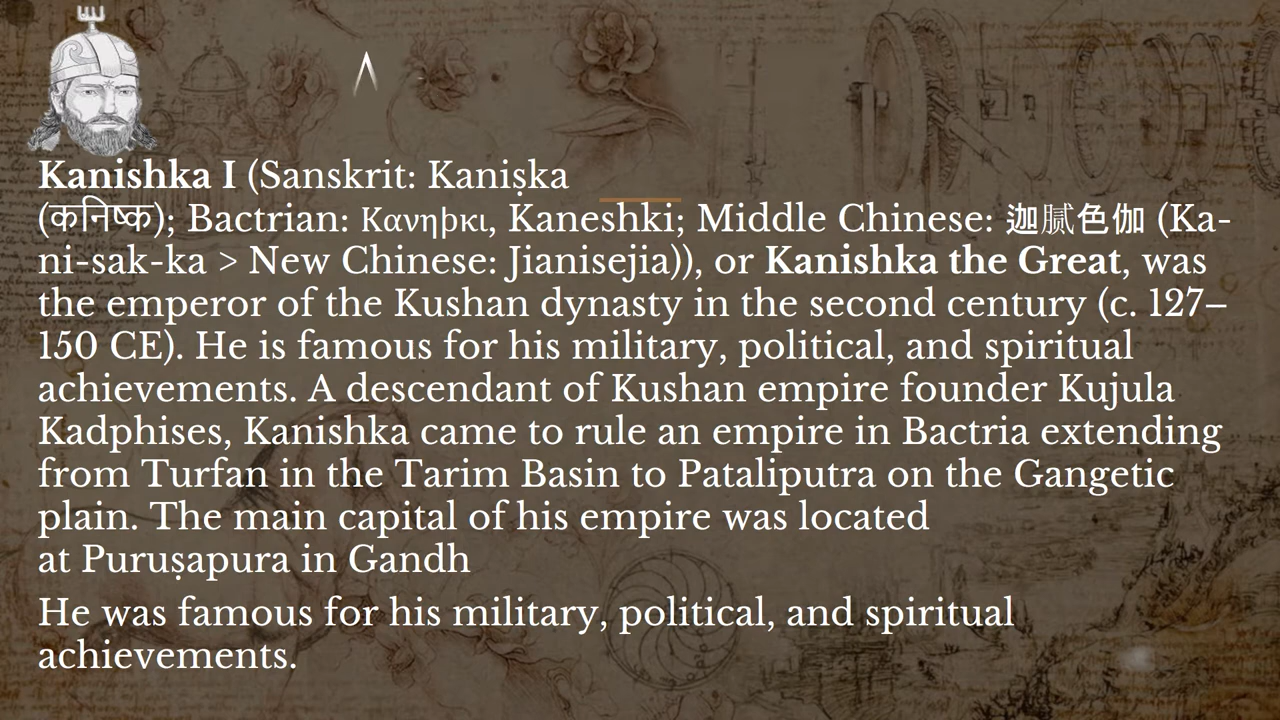 Kanishka I (Sanskrit: Kaniṣka
(कनिष्क); Bactrian: Κανηϸκι, Kaneshki; Middle Chinese: 迦腻色伽 (Ka-
ni-sak-ka > New Chinese: Jianisejia)), or Kanishka the Great, was
the emperor of the Kushan dynasty in the second century (c. 127–
150 CE). He is famous for his military, political, and spiritual
achievements. A descendant of Kushan empire founder Kujula
Kadphises, Kanishka came to rule an empire in Bactria extending
from Turfan in the Tarim Basin to Pataliputra on the Gangetic
plain. The main capital of his empire was located
at Puruṣapura in Gandh
He was famous for his military, political, and spiritual
achievements.